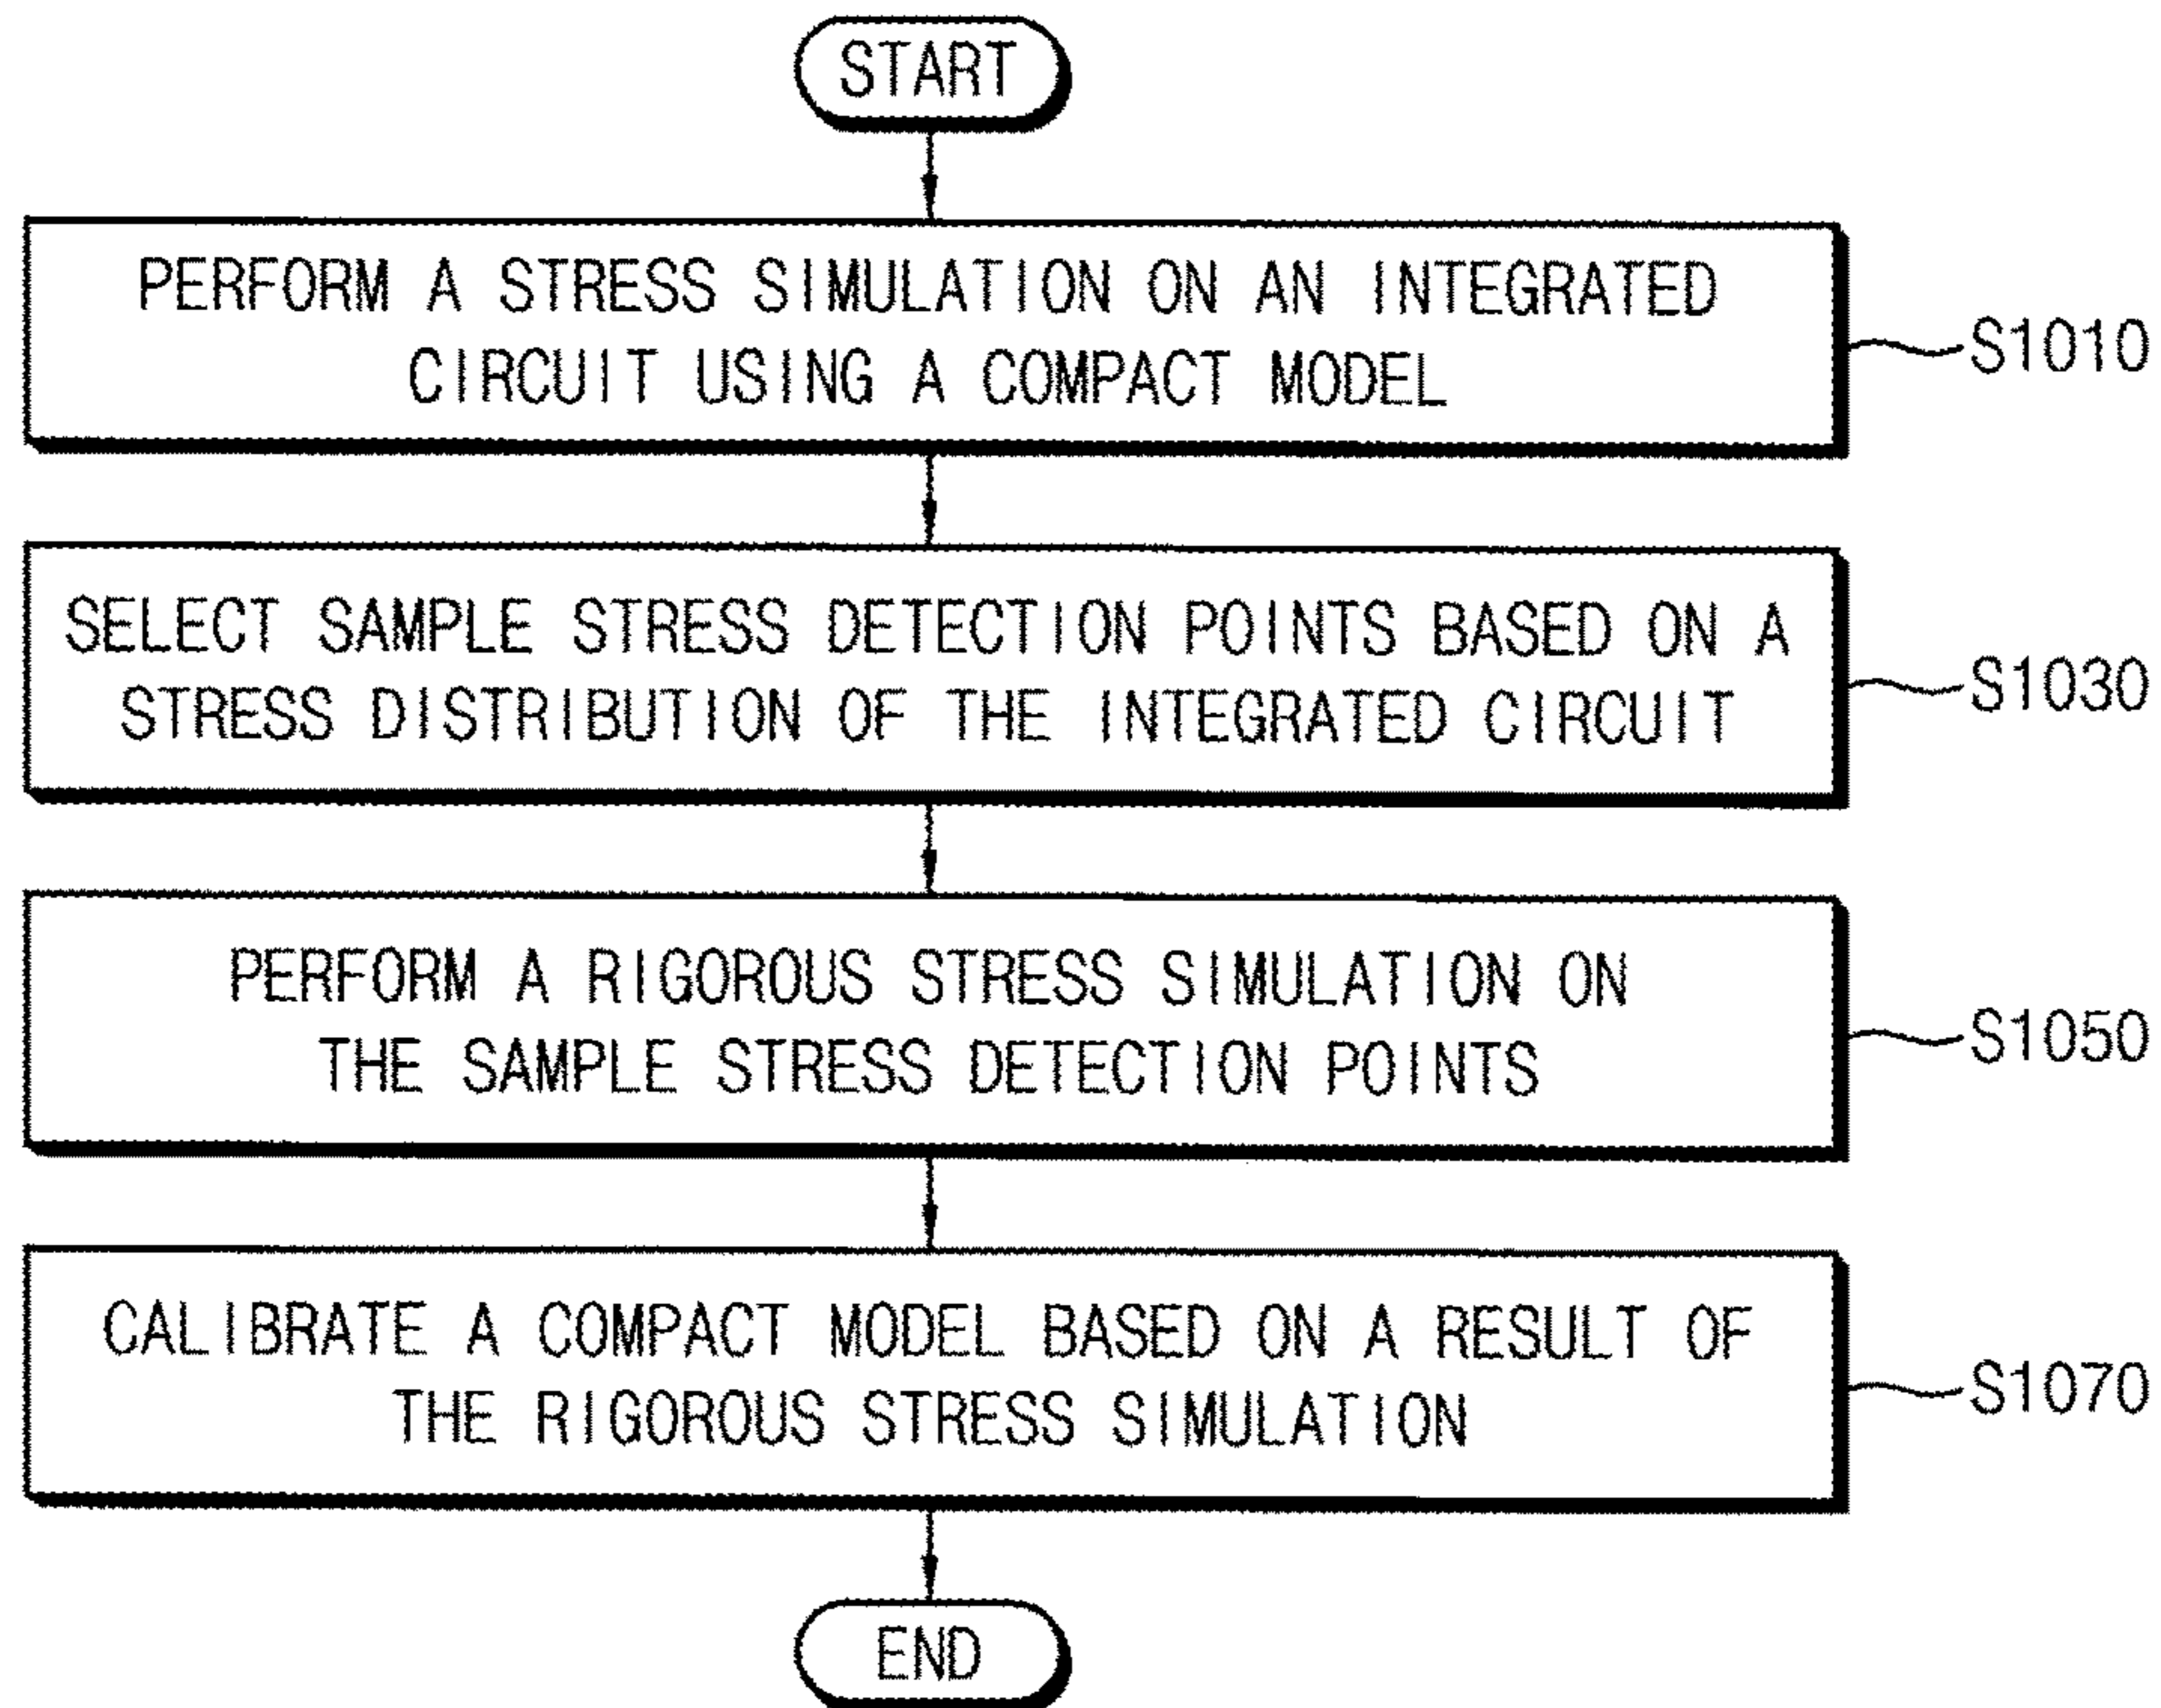 START
PERFORM A STRESS SIMULATION ON AN INTEGRATED
CIRCUIT USING A COMPACT MODEL
S1010
SELECT SAMPLE STRESS DETECTION POINTS BASED ON A
STRESS DISTRIBUTION OF THE INTEGRATED CIRCUIT
S1030
PERFORM A RIGOROUS STRESS SIMULATION ON
THE SAMPLE STRESS DETECTION POINTS
S1050
CALIBRATE A COMPACT MODEL BASED ON A RESULT OF
THE RIGOROUS STRESS SIMULATION
S1070
END